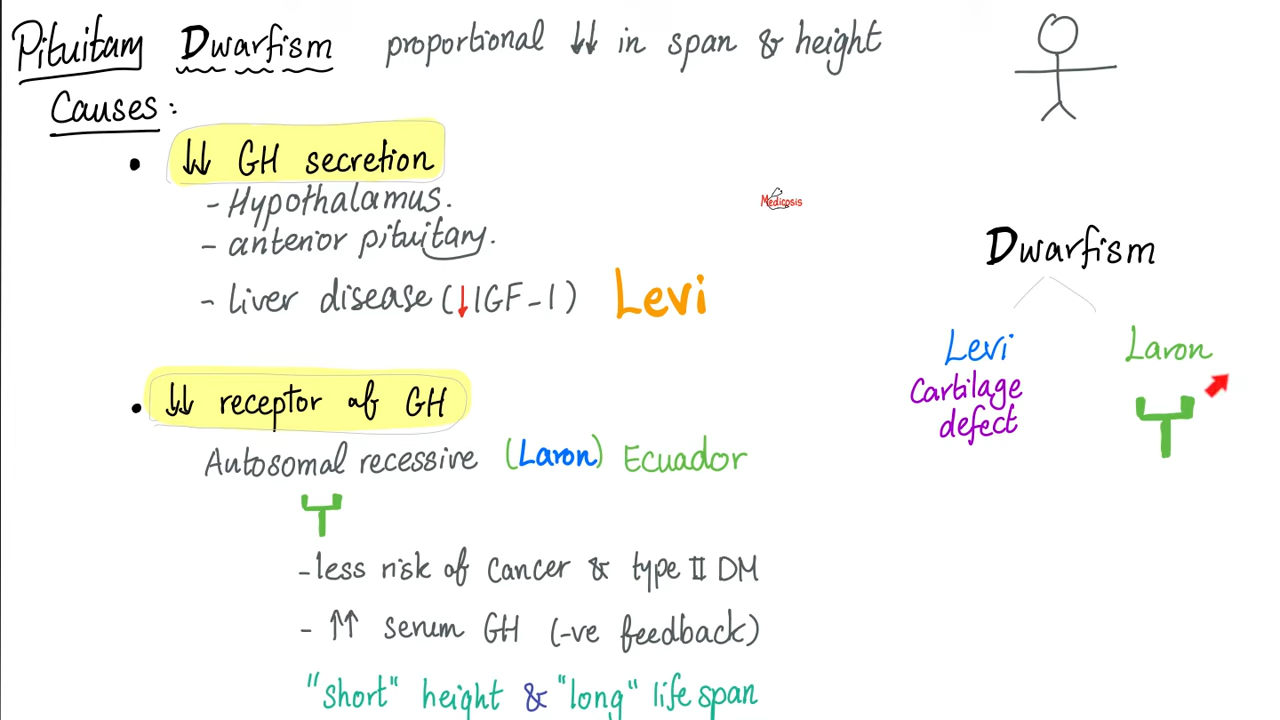 Pituitary Dwarfism proportional ↓↓ in span & height
Causes:
• ↓↓ GH secretion
- Hypothalamus.
- anterior pituitary.
- liver disease (↓IGF-1) Levi
• ↓↓ receptor of GH
Autosomal recessive (Laron) Ecuador
- less risk of cancer & type II DM
- ↑↑ serum GH (-ve feedback)
"short" height & "long" life span
Medicosis
Dwarfism
Levi Laron
Cartilage
defect